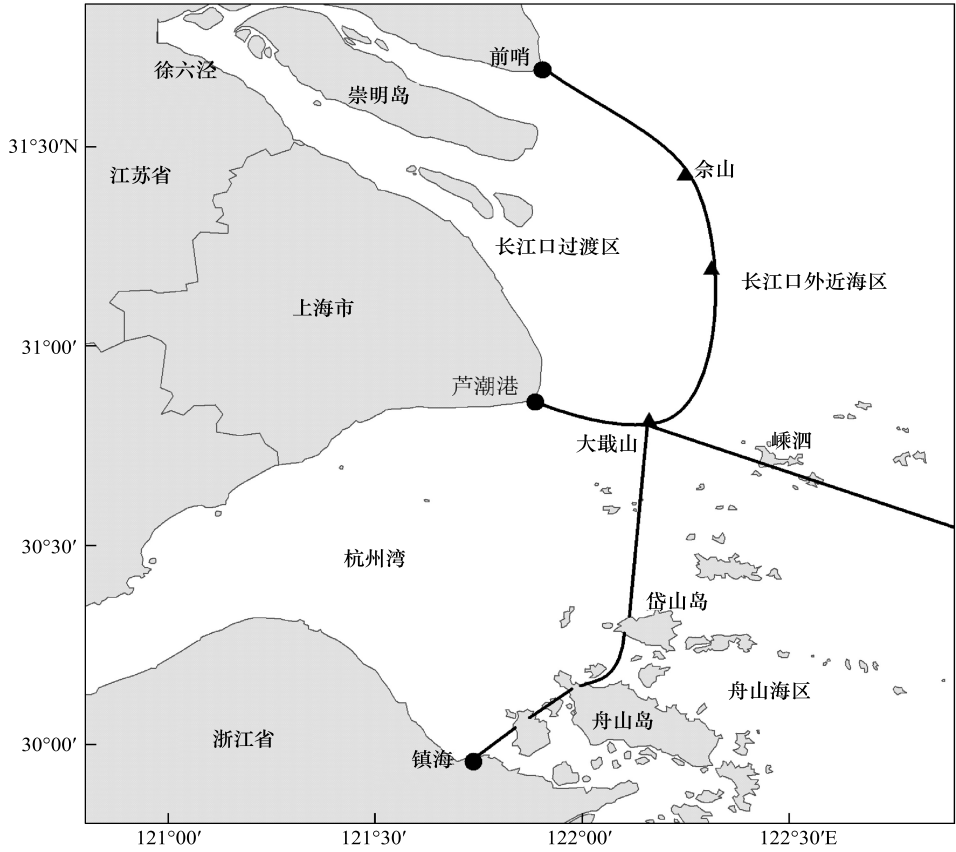 前哨
徐六泾
崇明岛
31°30′N
佘山
江苏省
长江口过渡区
长江口外近海区
上海市
31°00′
芦潮港
大戢山
嵊泗
30°30′
杭州湾
岱山岛
舟山海区
舟山岛
浙江省
30°00′
镇海
121°00′
121°50′
122°00′
122°30′E